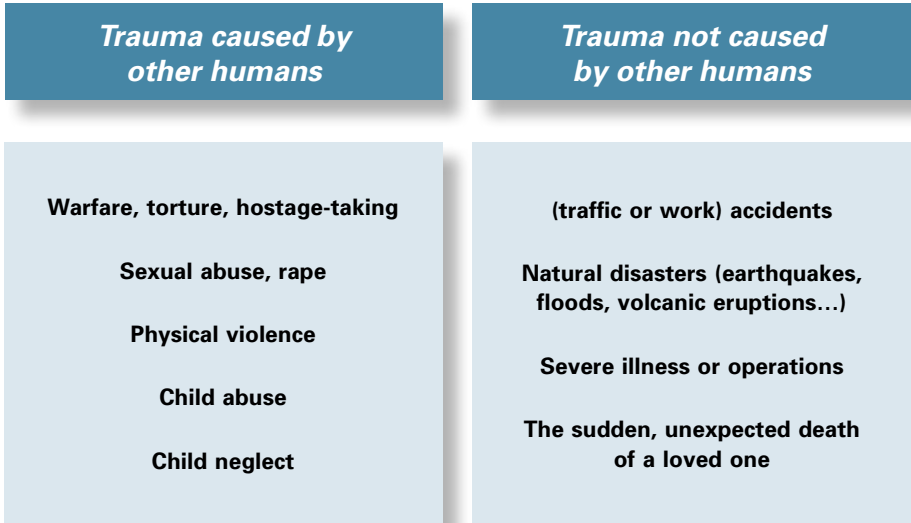 Trauma caused by
other humans
Warfare, torture, hostage-taking
Sexual abuse, rape
Physical violence
Child abuse
Child neglect
Trauma not caused
by other humans
(traffic or work) accidents
Natural disasters (earthquakes,
floods, volcanic eruptions…)
Severe illness or operations
The sudden, unexpected death
of a loved one